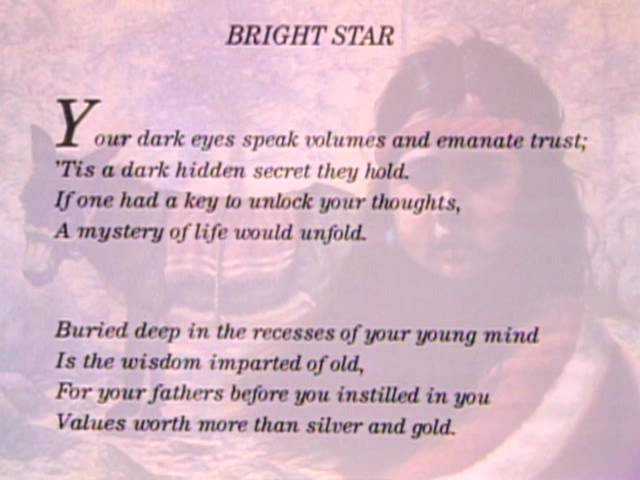 BRIGHT STAR
Your dark eyes speak volumes and emanate trust;
'Tis a dark hidden secret they hold.
If one had a key to unlock your thoughts,
A mystery of life would unfold.
Buried deep in the recesses of your young mind
Is the wisdom imparted of old,
For your fathers before you instilled in you
Values worth more than silver and gold.